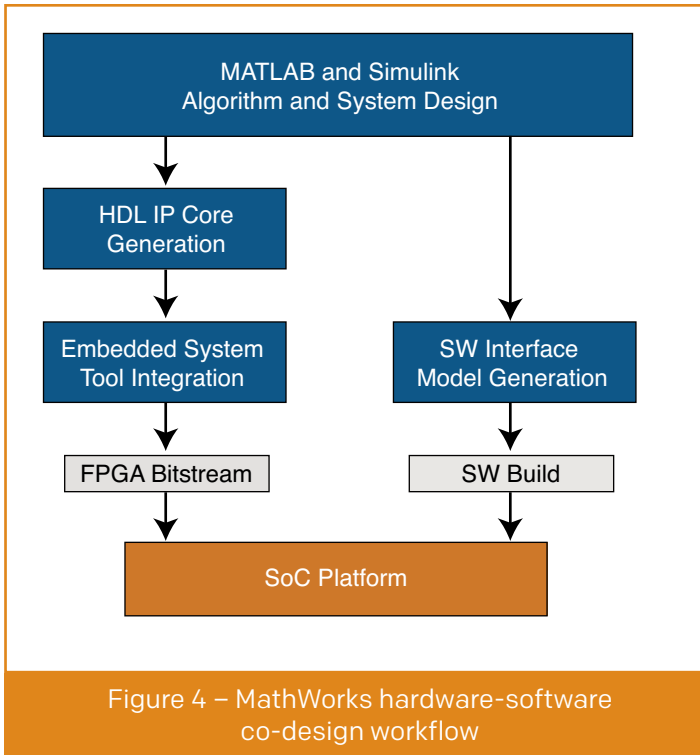 MATLAB and Simulink
Algorithm and System Design
HDL IP Core
Generation
Embedded System
Tool Integration
SW Interface
Model Generation
FPGA Bitstream
SW Build
SoC Platform
Figure 4 – MathWorks hardware-software
co-design workflow